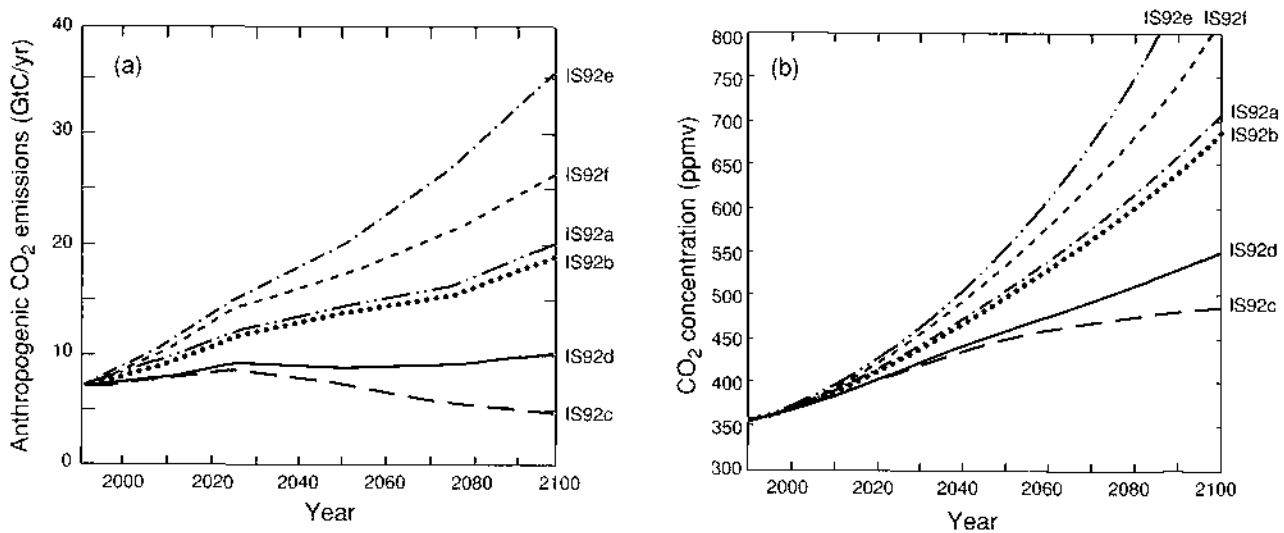 (a)
Anthropogenic CO₂ emissions (GtC/yr)
40
30
20
10
0
2000 2020 2040 2060 2080 2100
Year
IS92e
IS92f
IS92a
IS92b
IS92d
IS92c
(b)
CO₂ concentration (ppmv)
800
750
700
650
600
550
500
450
400
350
300
2000 2020 2040 2060 2080 2100
Year
IS92e IS92f
IS92a
IS92b
IS92d
IS92c